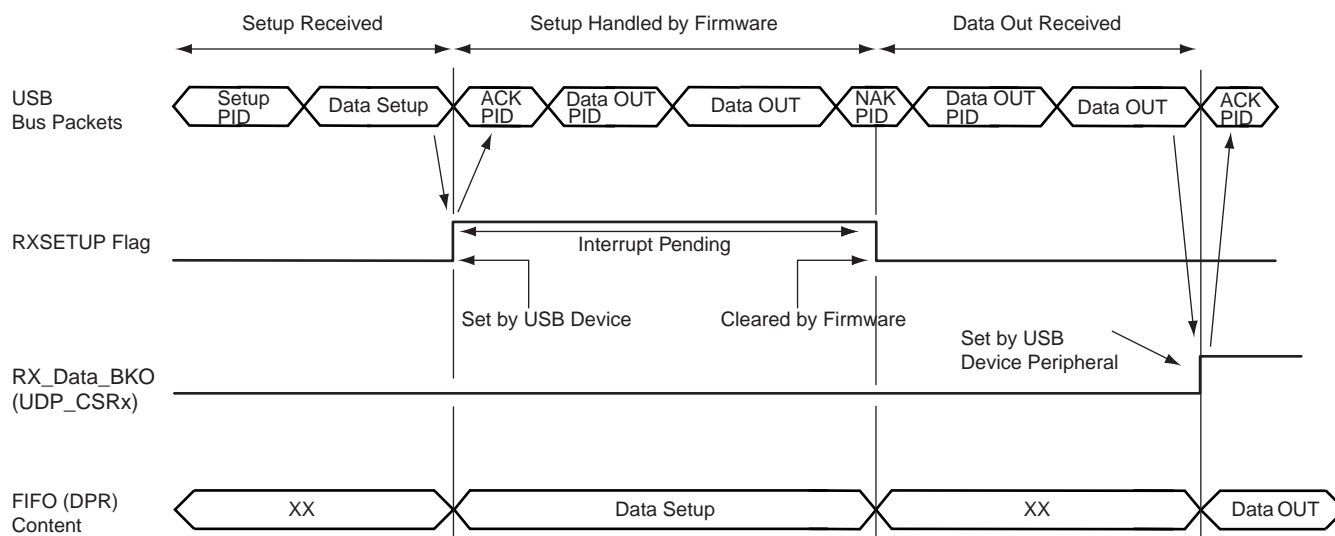 Setup Received
Setup Handled by Firmware
Data Out Received
USB
Bus Packets
Setup
PID
Data Setup
ACK
PID
Data OUT
PID
Data OUT
NAK
PID
Data OUT
PID
Data OUT
ACK
PID
RXSETUP Flag
Interrupt Pending
Set by USB Device
Cleared by Firmware
Set by USB
Device Peripheral
RX_Data_BKO
(UDP_CSRx)
FIFO (DPR)
Content
XX
Data Setup
XX
Data OUT